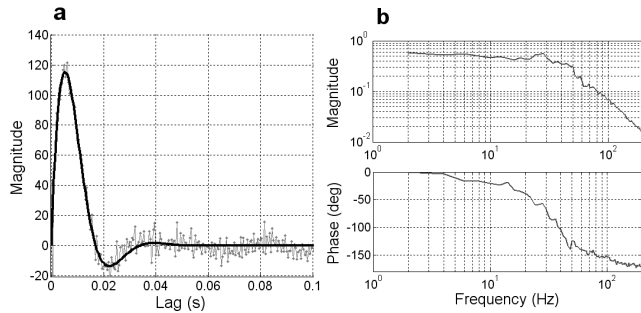 a
140
120
100
80
60
40
20
0
-20
0 0.02 0.04 0.06 0.08 0.1
Lag (s)
Magnitude
b
10^0
10^-1
10^-2
10^0 10^1 10^2
Magnitude
0
-50
-100
-150
10^0 10^1 10^2
Phase (deg)
Frequency (Hz)